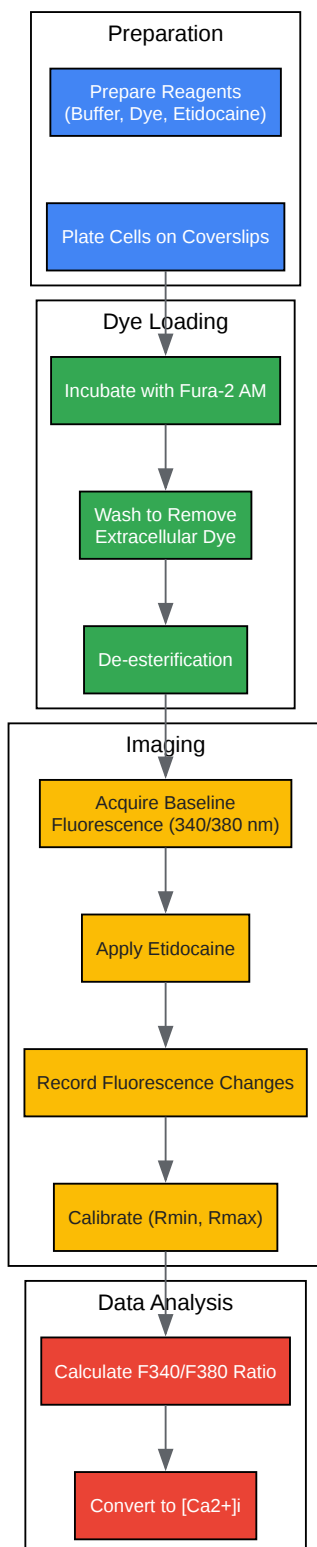 Preparation
Prepare Reagents
(Buffer, Dye, Etidocaine)
Plate Cells on Coverslips
Dye Loading
Incubate with Fura-2 AM
Wash to Remove
Extracellular Dye
De-esterification
Imaging
Acquire Baseline
Fluorescence (340/380 nm)
Apply Etidocaine
Record Fluorescence Changes
Calibrate (Rmin, Rmax)
Data Analysis
Calculate F340/F380 Ratio
Convert to [Ca2+]i